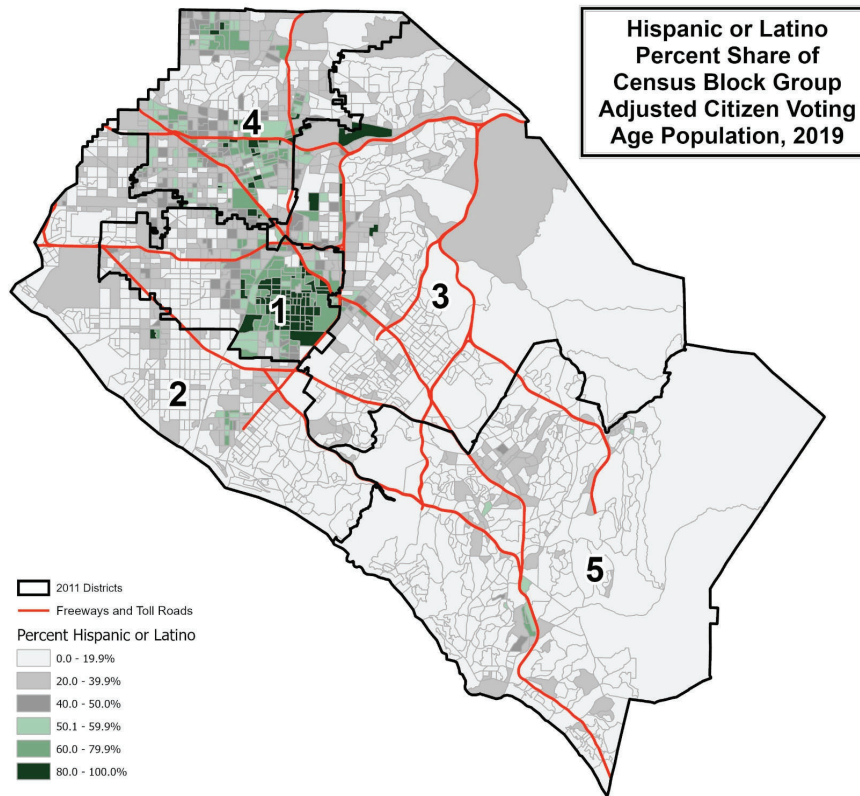 Hispanic or Latino
Percent Share of
Census Block Group
Adjusted Citizen Voting
Age Population, 2019
4
1
3
2
5
2011 Districts
Freeways and Toll Roads
Percent Hispanic or Latino
0.0 - 19.9%
20.0 - 39.9%
40.0 - 50.0%
50.1 - 59.9%
60.0 - 79.9%
80.0 - 100.0%